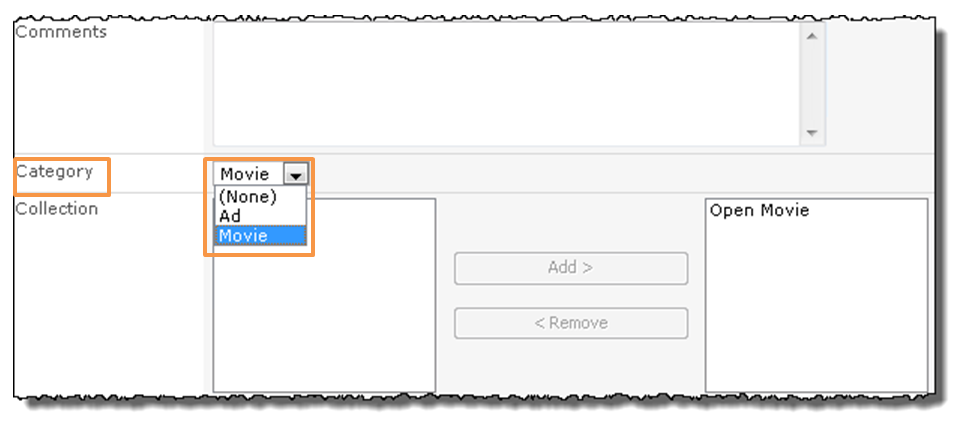 Comments
Category
Movie
(None)
Ad
Movie
Collection
Open Movie
Add >
< Remove